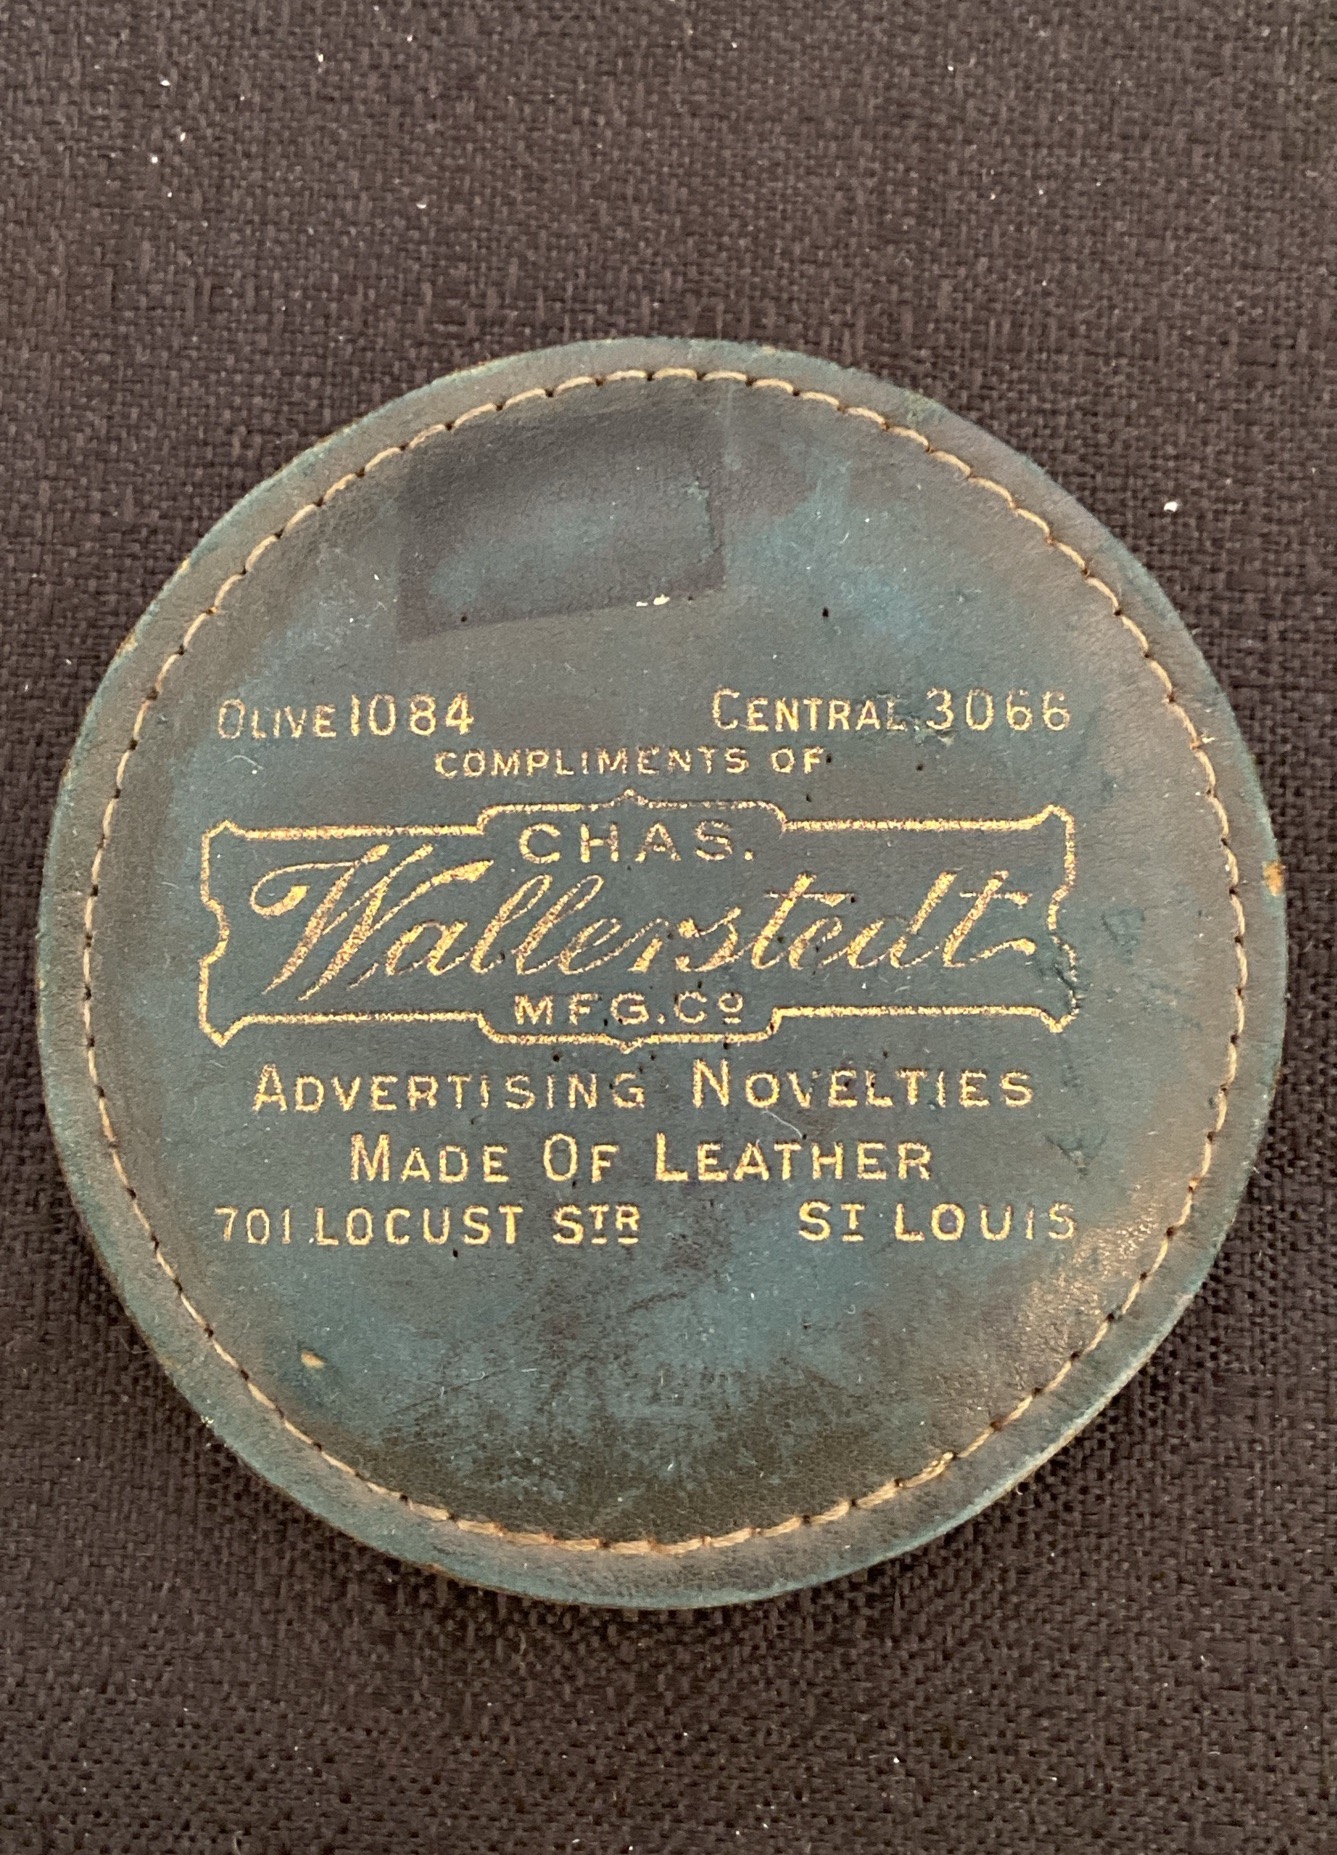 OLIVE 1084 CENTRAL 3066
COMPLIMENTS OF
CHAS.
Wallerstedt
MFG. Co
ADVERTISING NOVELTIES
MADE OF LEATHER
701 LOCUST STR ST LOUIS